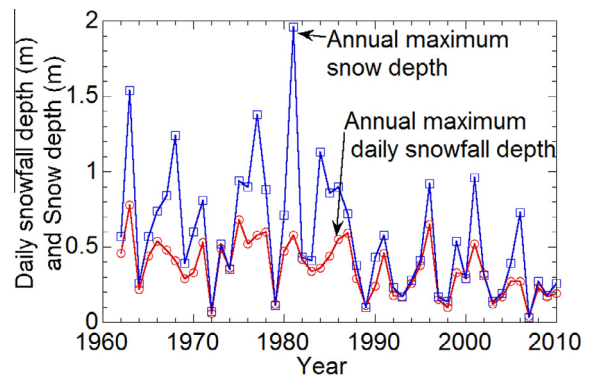 Daily snowfall depth (m)
and Snow depth (m)
2
1.5
1
0.5
0
Annual maximum
snow depth
Annual maximum
daily snowfall depth
1960 1970 1980 1990 2000 2010
Year